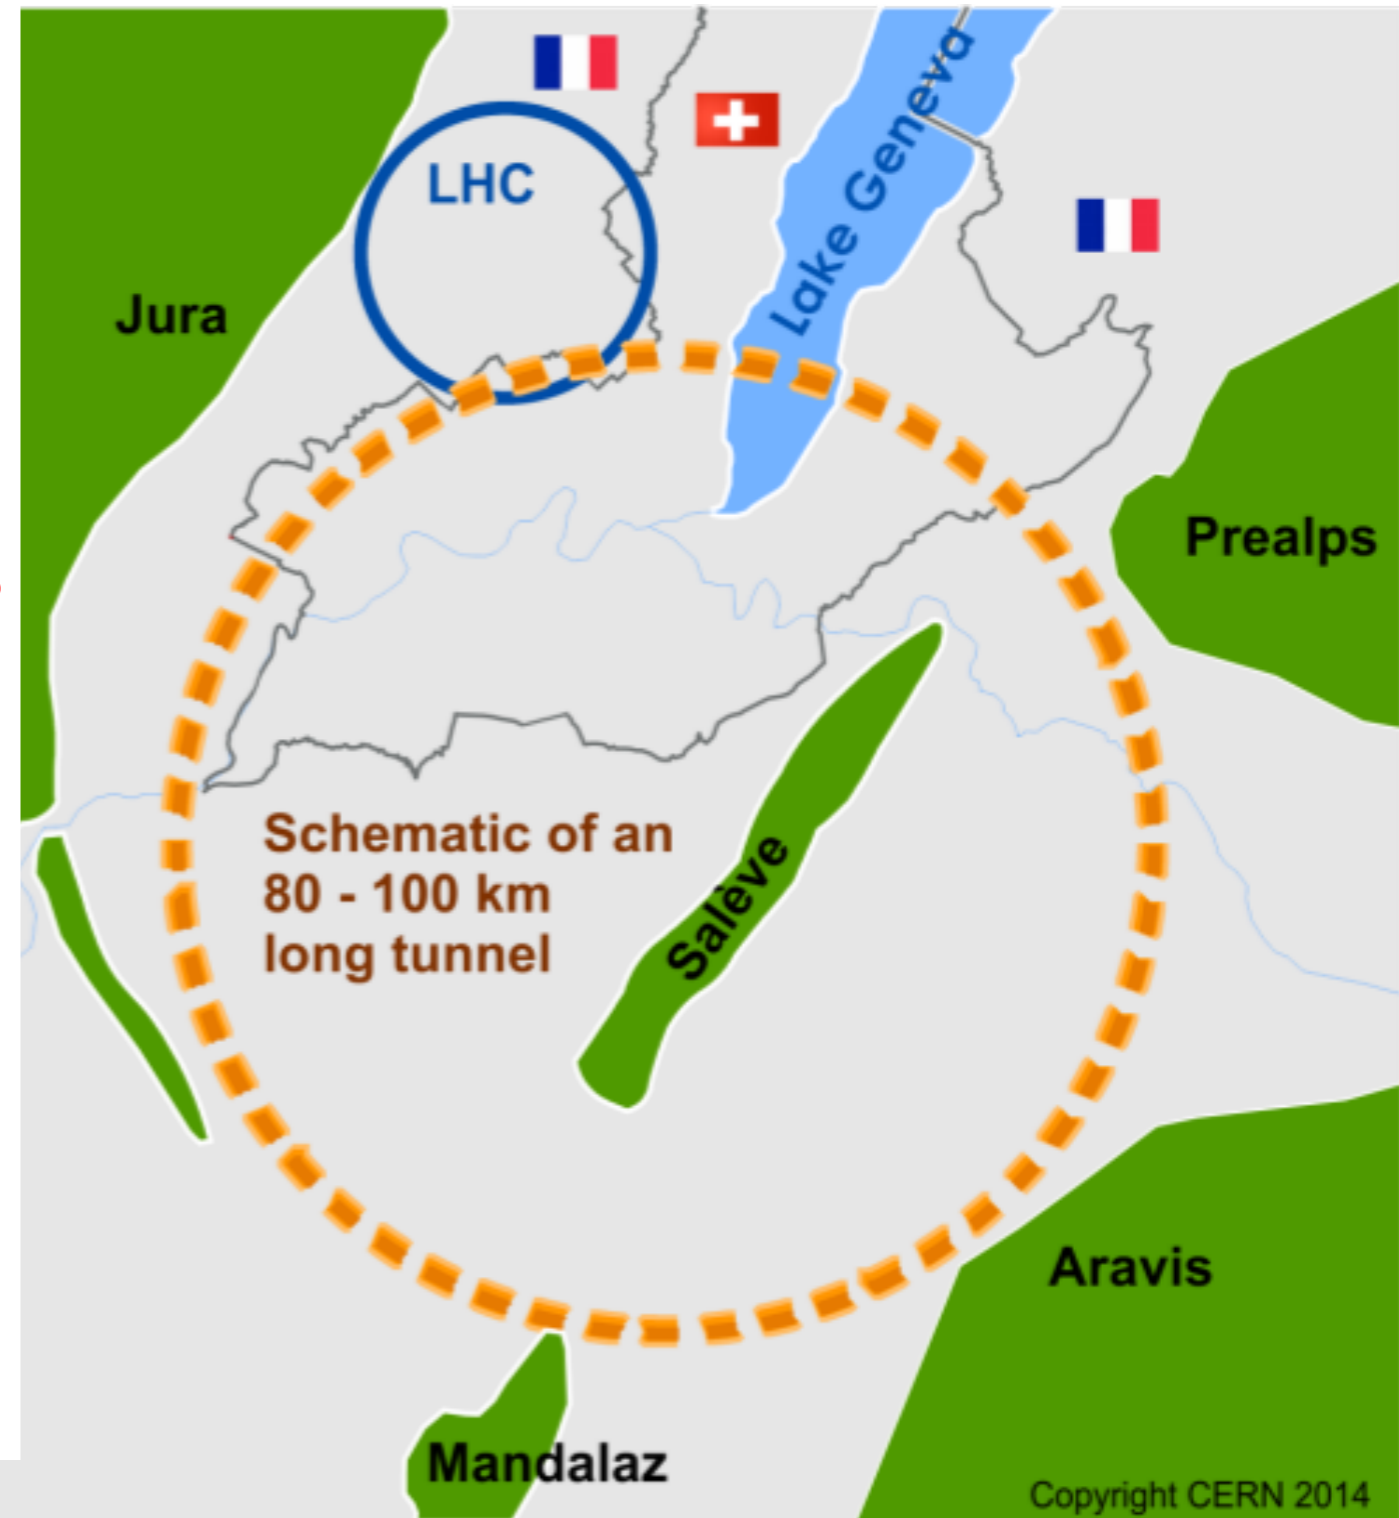 LHC
Lake Geneva
Jura
Prealps
Schematic of an
80 - 100 km
long tunnel
Salève
Aravis
Mandalaz
Copyright CERN 2014